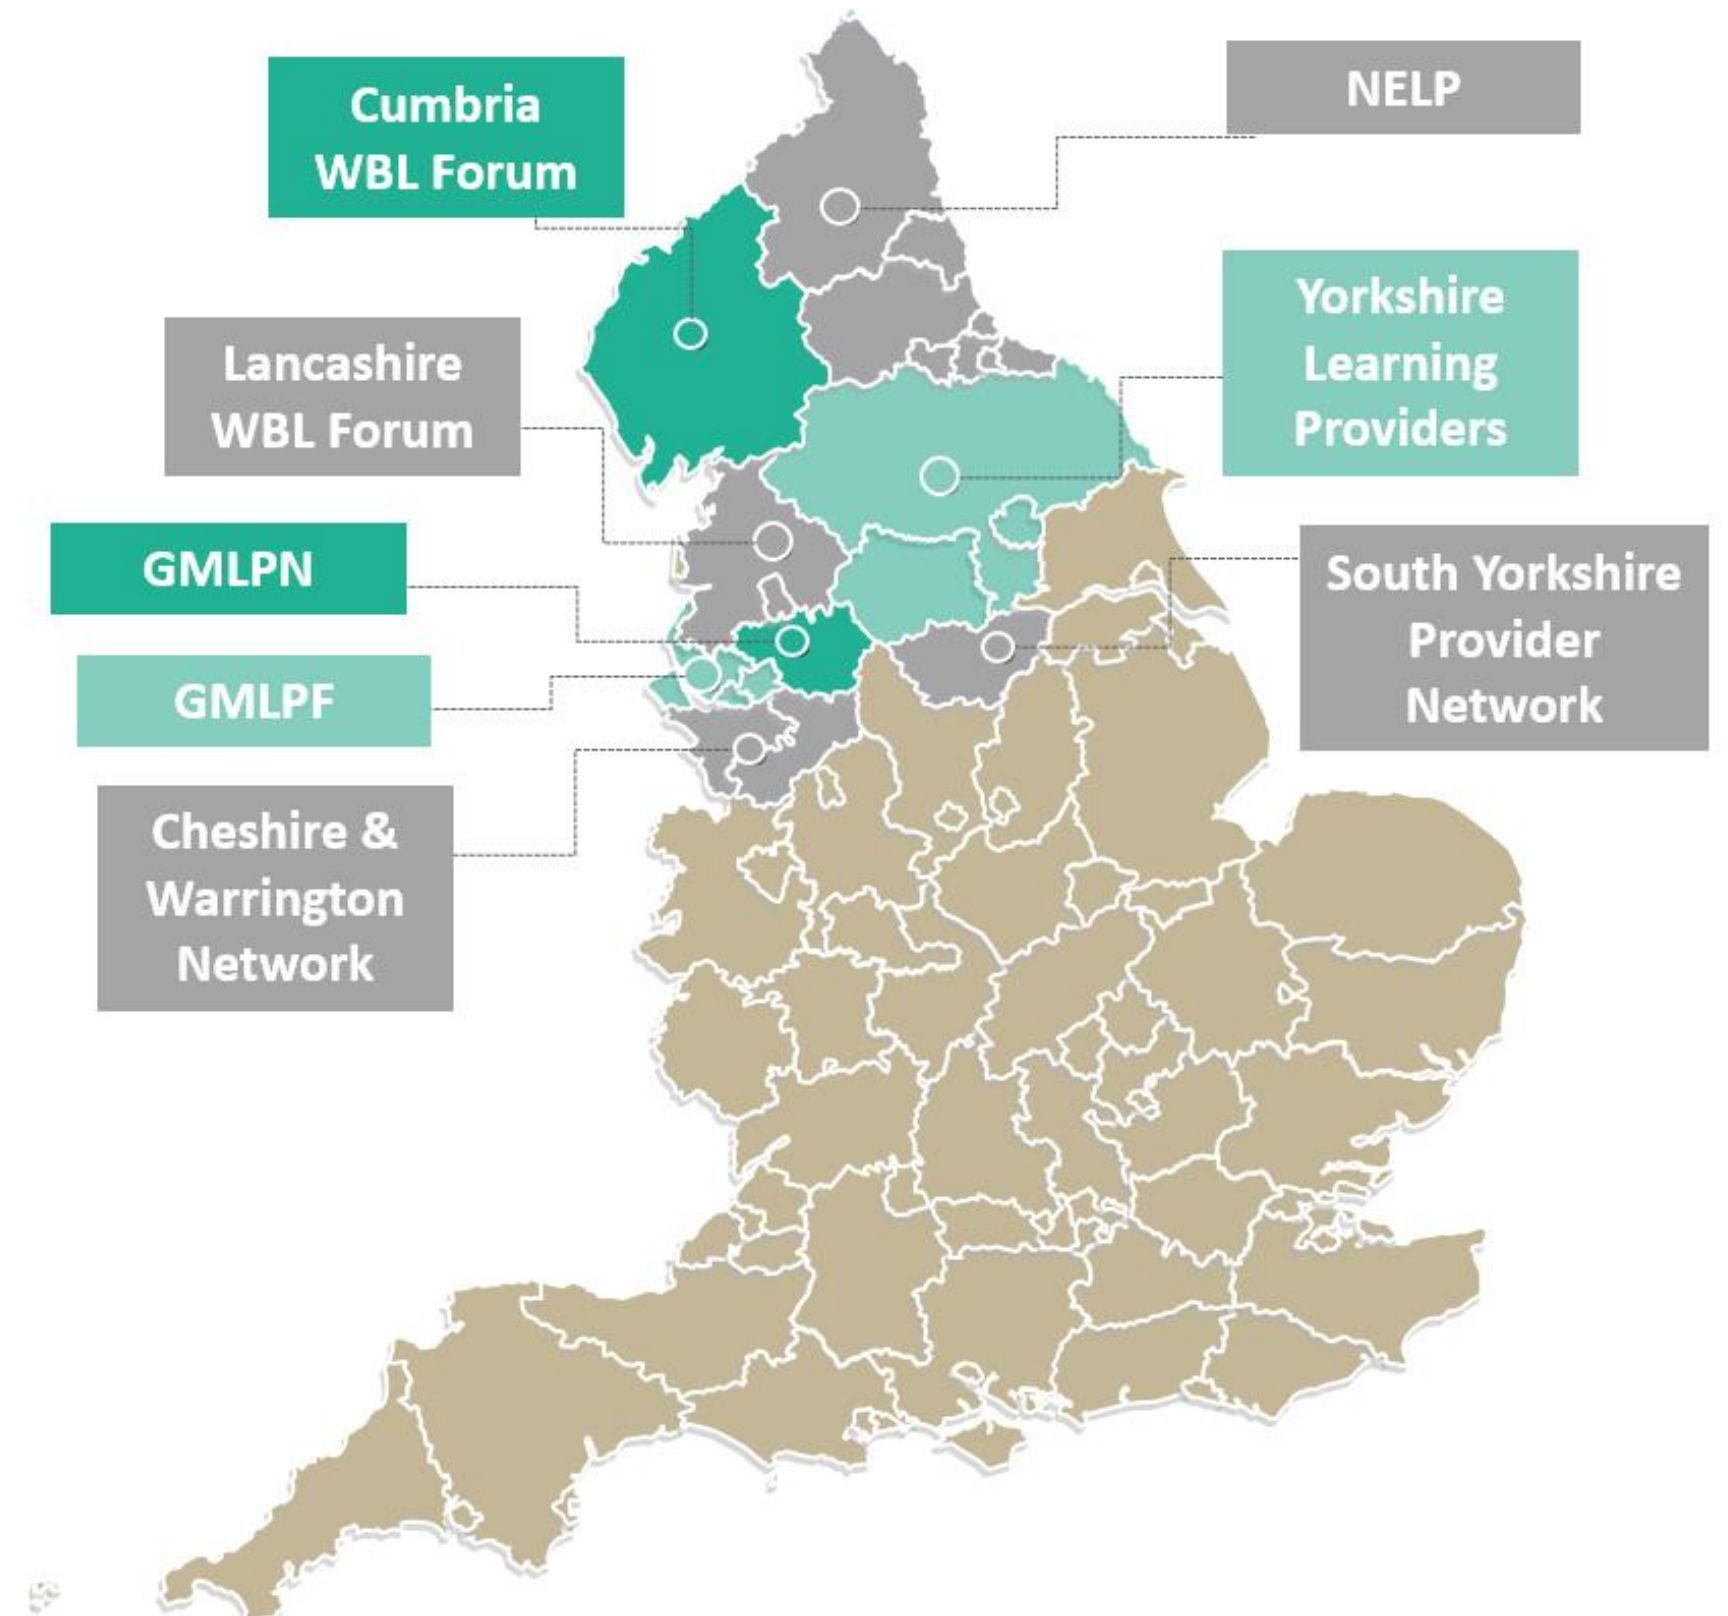 Cumbria
WBL Forum
NELP
Yorkshire
Learning
Providers
Lancashire
WBL Forum
GMLPN
South Yorkshire
Provider
Network
GMLPF
Cheshire &
Warrington
Network